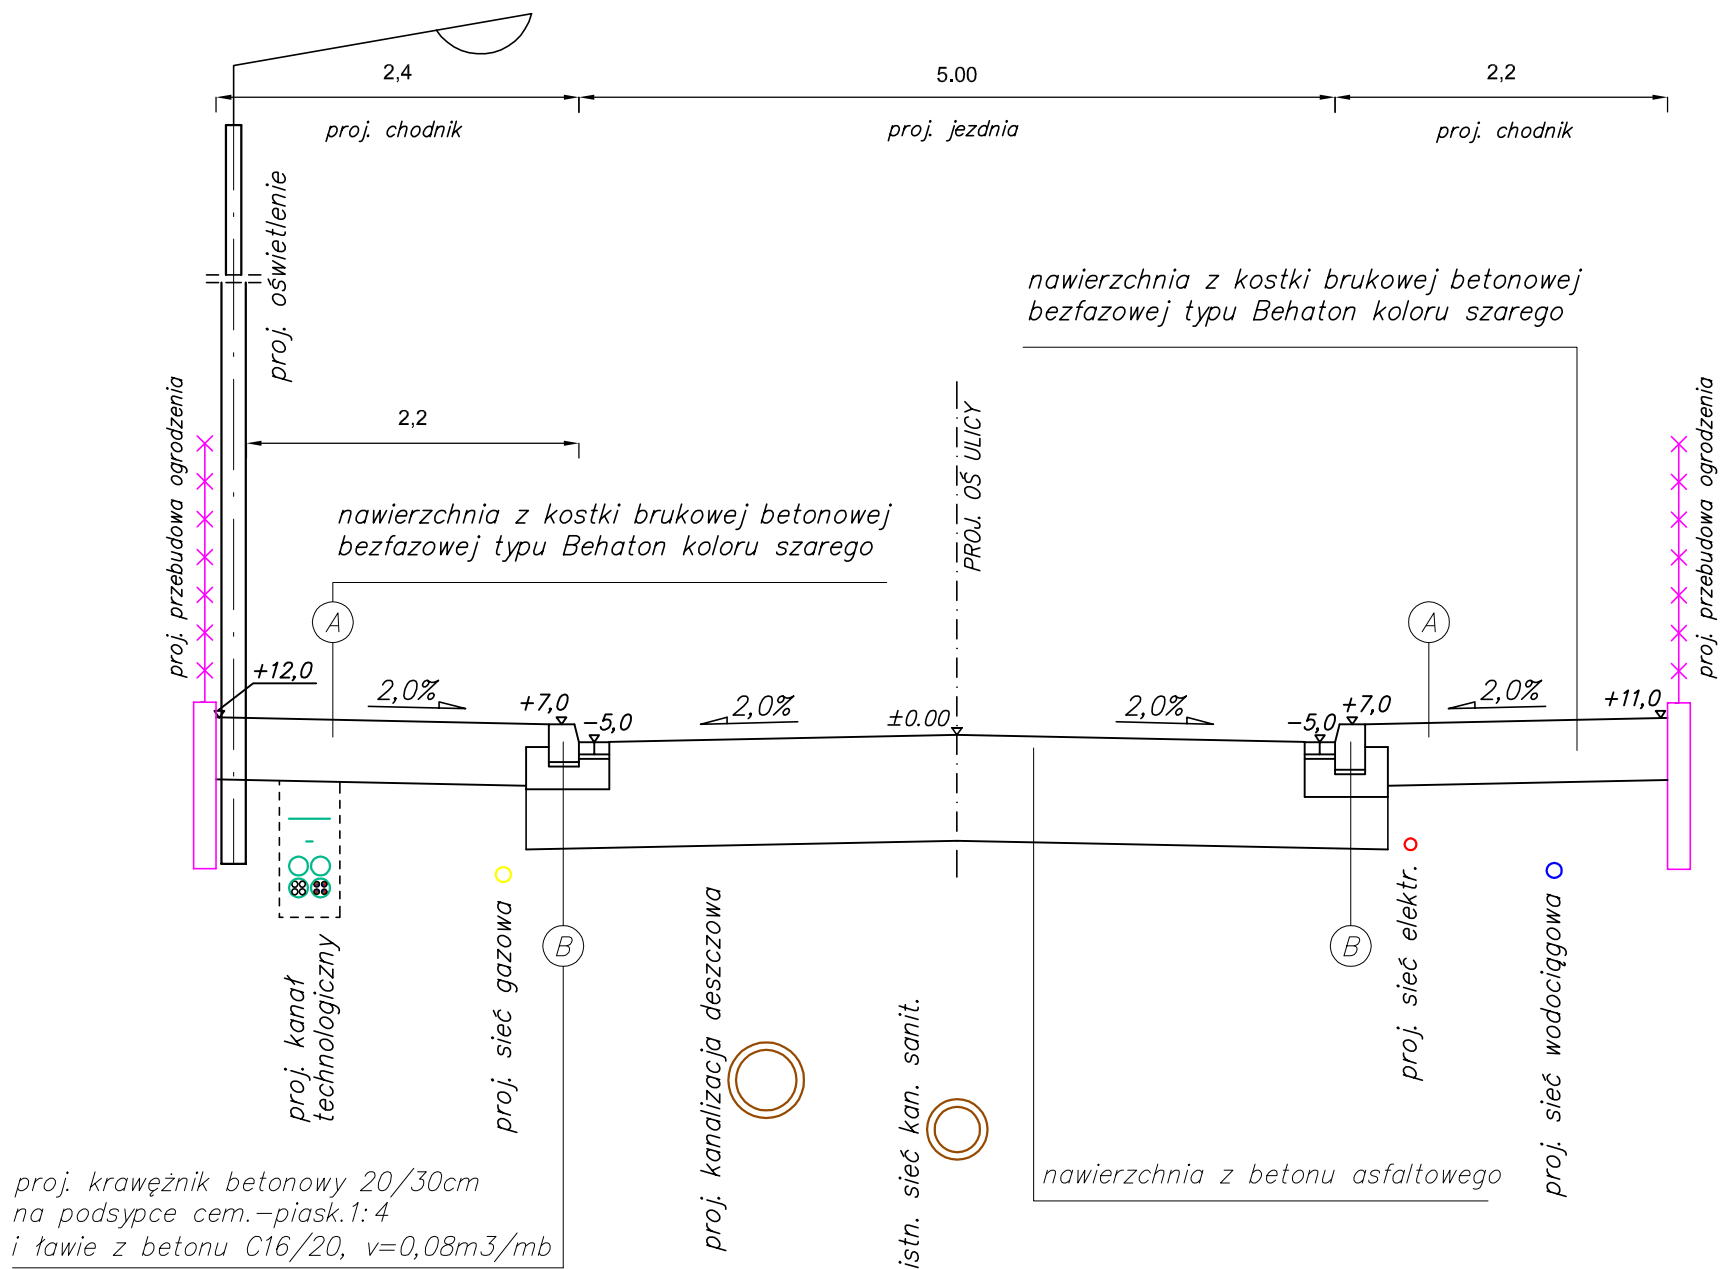 2,4
5.00
2,2
proj. chodnik
proj. jezdnia
proj. chodnik
proj. oświetlenie
nawierzchnia z kostki brukowej betonowej
bezfazowej typu Behaton koloru szarego
proj. przebudowa ogrodzenia
2,2
PROJ. OŚ ULICY
proj. przebudowa ogrodzenia
nawierzchnia z kostki brukowej betonowej
bezfazowej typu Behaton koloru szarego
A
A
+12,0
2,0%
+7,0
-5,0
2,0%
±0.00
2,0%
-5,0
+7,0
2,0%
+11,0
proj. kanał
technologiczny
proj. sieć gazowa
B
proj. kanalizacja deszczowa
istn. sieć kan. sanit.
B
proj. sieć elektr.
proj. sieć wodociągowa
nawierzchnia z betonu asfaltowego
proj. krawężnik betonowy 20/30cm
na podsypce cem.-piask.1:4
i ławie z betonu C16/20, v=0,08m3/mb